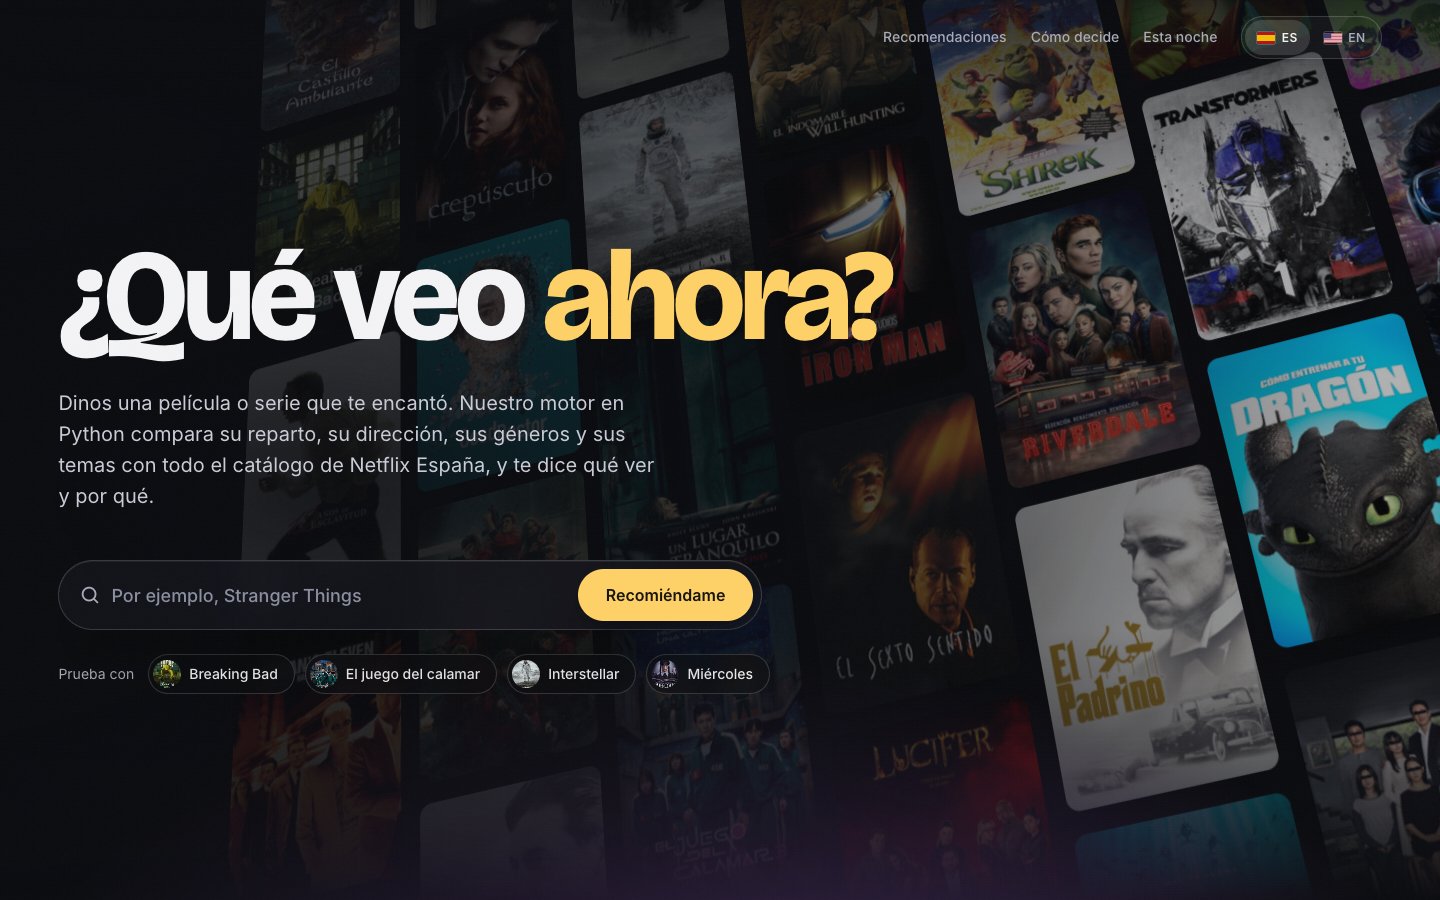 Recomendaciones
Cómo decide
Esta noche
ES
EN
El
Castillo
Ambulante
crepúsculo
EL INDOMABLE
WILL HUNTING
SHREK
TRANSFORMERS
¿Qué veo ahora?
IRON MAN
RIVERDALE
CÓMO ENTRENAR A TU
DRAGÓN
Dinos una película o serie que te encantó. Nuestro motor en
Python compara su reparto, su dirección, sus géneros y sus
temas con todo el catálogo de Netflix España, y te dice qué ver
y por qué.
UN LUGAR
TRANQUILO
Por ejemplo, Stranger Things
Recomiéndame
EL SEXTO SENTIDO
El
Padrino
Prueba con
Breaking Bad
El juego del calamar
Interstellar
Miércoles
LUCIFER
EL JUEGO
DEL
CALAMAR